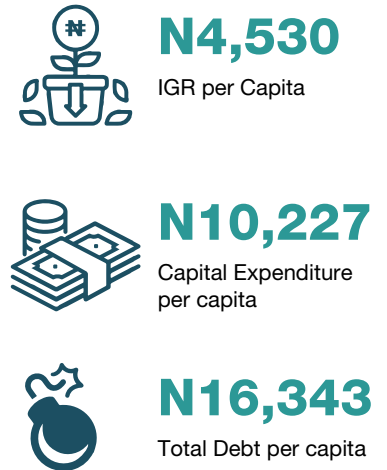 ₦
N4,530
IGR per Capita
N10,227
Capital Expenditure
per capita
N16,343
Total Debt per capita